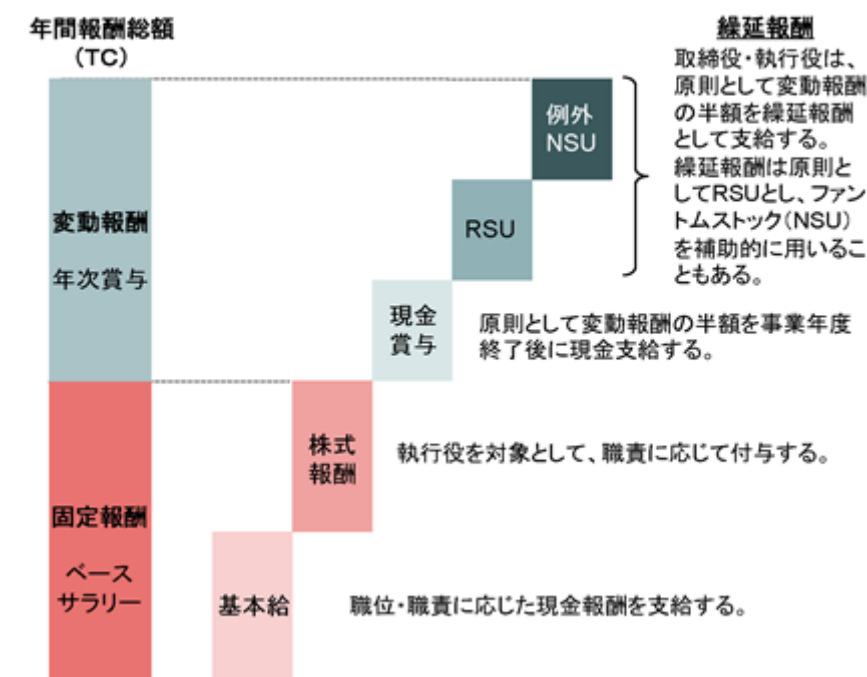 年間報酬総額
（TC）
繰延報酬
取締役・執行役は、
原則として変動報酬
の半額を繰延報酬
として支給する。
繰延報酬は原則と
してRSUとし、ファン
トムストック（NSU）
を補助的に用いるこ
ともある。
例外
NSU
RSU
変動報酬
年次賞与
現金
賞与
原則として変動報酬の半額を事業年度
終了後に現金支給する。
株式
報酬
執行役を対象として、職責に応じて付与する。
固定報酬
ベース
サラリー
基本給
職位・職責に応じた現金報酬を支給する。